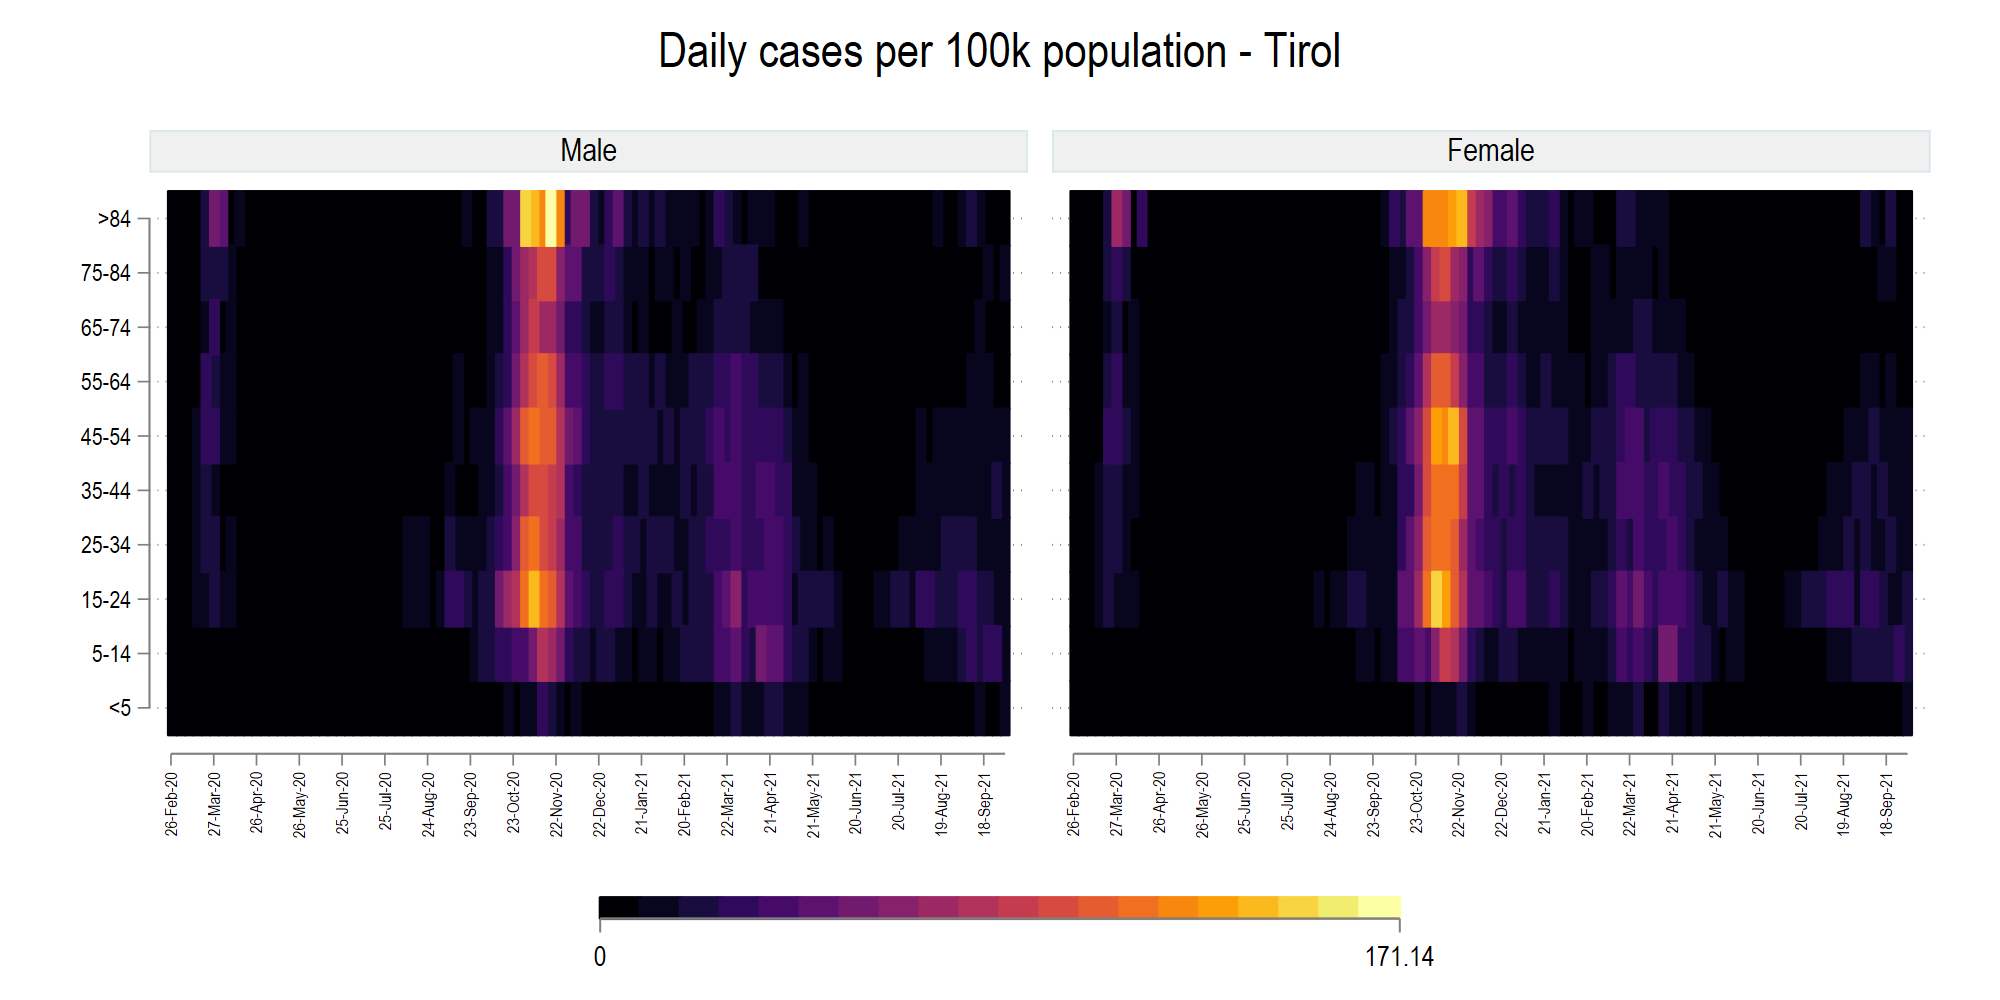 Daily cases per 100k population - Tirol
Male
Female
>84
75-84
65-74
55-64
45-54
35-44
25-34
15-24
5-14
<5
26-Feb-20
27-Mar-20
26-Apr-20
26-May-20
25-Jun-20
25-Jul-20
24-Aug-20
23-Sep-20
23-Oct-20
22-Nov-20
22-Dec-20
21-Jan-21
20-Feb-21
22-Mar-21
21-Apr-21
21-May-21
20-Jun-21
20-Jul-21
19-Aug-21
18-Sep-21
26-Feb-20
27-Mar-20
26-Apr-20
26-May-20
25-Jun-20
25-Jul-20
24-Aug-20
23-Sep-20
23-Oct-20
22-Nov-20
22-Dec-20
21-Jan-21
20-Feb-21
22-Mar-21
21-Apr-21
21-May-21
20-Jun-21
20-Jul-21
19-Aug-21
18-Sep-21
0
171.14